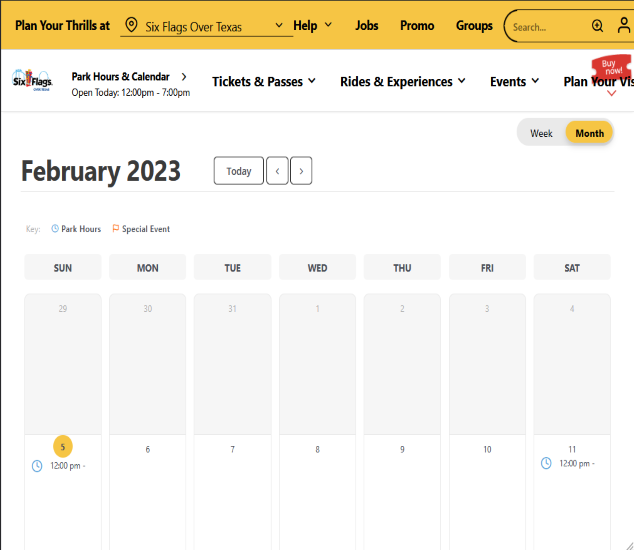 Plan Your Thrills at Six Flags Over Texas Help Jobs Promo Groups Search...
Six Flags
OVER TEXAS
Park Hours & Calendar
Open Today: 12:00pm - 7:00pm
Tickets & Passes Rides & Experiences Events Plan Your Vis
Buy
now!
Week Month
February 2023 Today < >
Key: Park Hours Special Event
SUN MON TUE WED THU FRI SAT
29 30 31 1 2 3 4
5 6 7 8 9 10 11
12:00 pm - 12:00 pm -